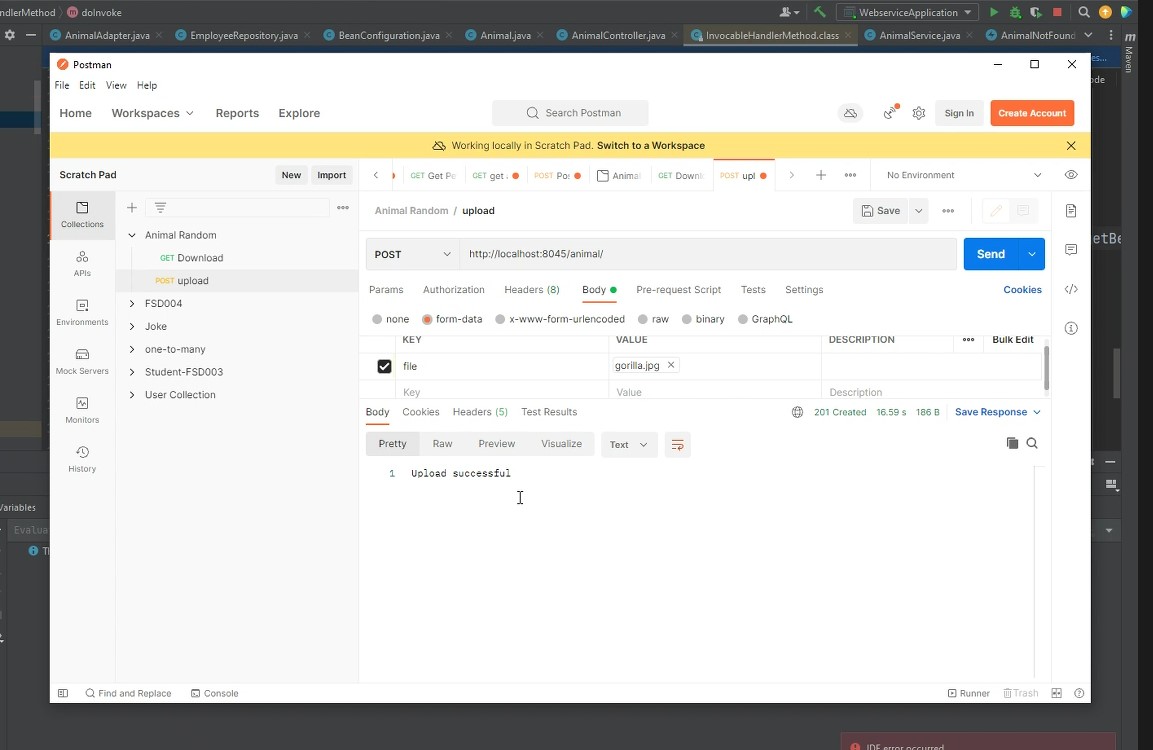 ndlerMethod doInvoke
WebserviceApplication
AnimalAdapter.java EmployeeRepository.java BeanConfiguration.java Animal.java AnimalController.java InvocableHandlerMethod.class AnimalService.java AnimalNotFound
m
Maven
Postman
File Edit View Help
Home Workspaces Reports Explore
Search Postman
Sign In Create Account
Working locally in Scratch Pad. Switch to a Workspace
Scratch Pad New Import
GET Get Pe GET get POST Po: Anima GET Downl POST upl
No Environment
Collections
APIs
Environments
Mock Servers
Monitors
History
Animal Random
GET Download
POST upload
FSD004
Joke
one-to-many
Student-FSD003
User Collection
Animal Random / upload
Save
POST http://localhost:8045/animal/
Send
Params Authorization Headers (8) Body Pre-request Script Tests Settings Cookies
none form-data x-www-form-urlencoded raw binary GraphQL
KEY VALUE DESCRIPTION Bulk Edit
file gorilla.jpg
Key Value Description
Body Cookies Headers (5) Test Results
201 Created 16.59 s 186 B Save Response
Pretty Raw Preview Visualize Text
1 Upload successful
Find and Replace Console
Runner Trash
Variables
Evalua
etBe
IDE error occurred